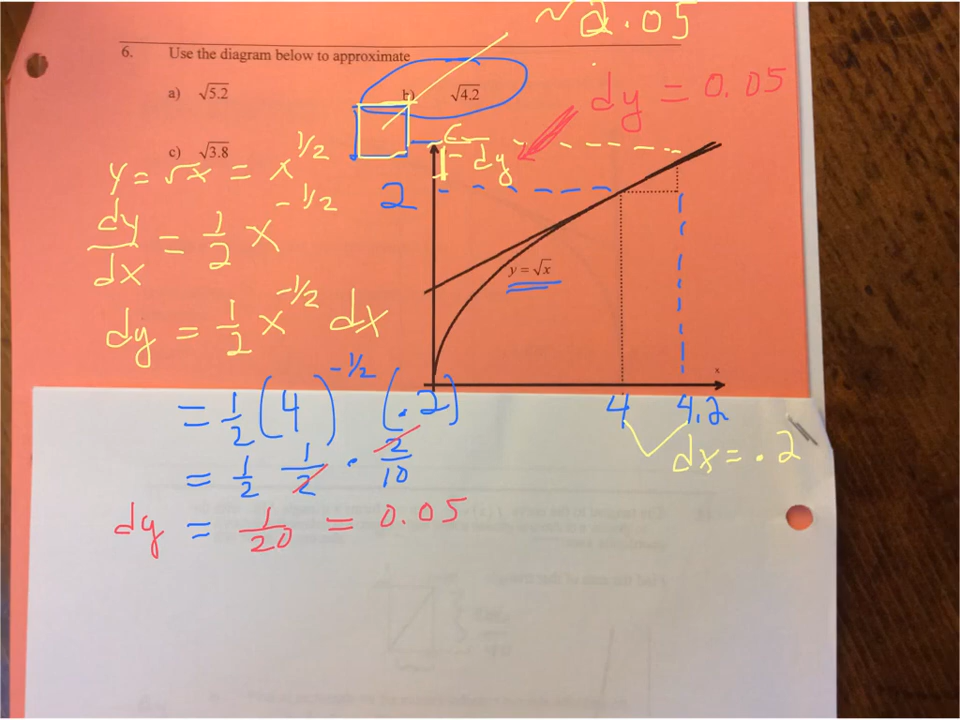 ~2.05
6. Use the diagram below to approximate
a) √5.2 b) √4.2
dy = 0.05
c) √3.8
dy
y = √x = x^1/2
2
dy/dx = 1/2 x^-1/2
y = √x
dy = 1/2 x^-1/2 dx
x
= 1/2 (4)^-1/2 (.2)
4 4.2
dx = .2
= 1/2 1/2 · 2/10
dy = 1/20 = 0.05